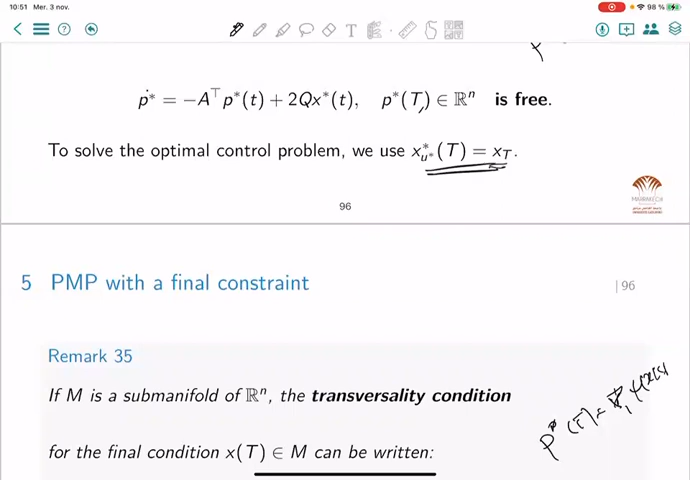 10:51 Mer. 3 nov.
98 %
T
ṗ* = −A⊤p*(t) + 2Qx*(t), p*(T) ∈ ℝⁿ is free.
To solve the optimal control problem, we use x*ᵤ*(T) = x_T.
96
5 PMP with a final constraint
| 96
Remark 35
If M is a submanifold of ℝⁿ, the transversality condition
for the final condition x(T) ∈ M can be written: